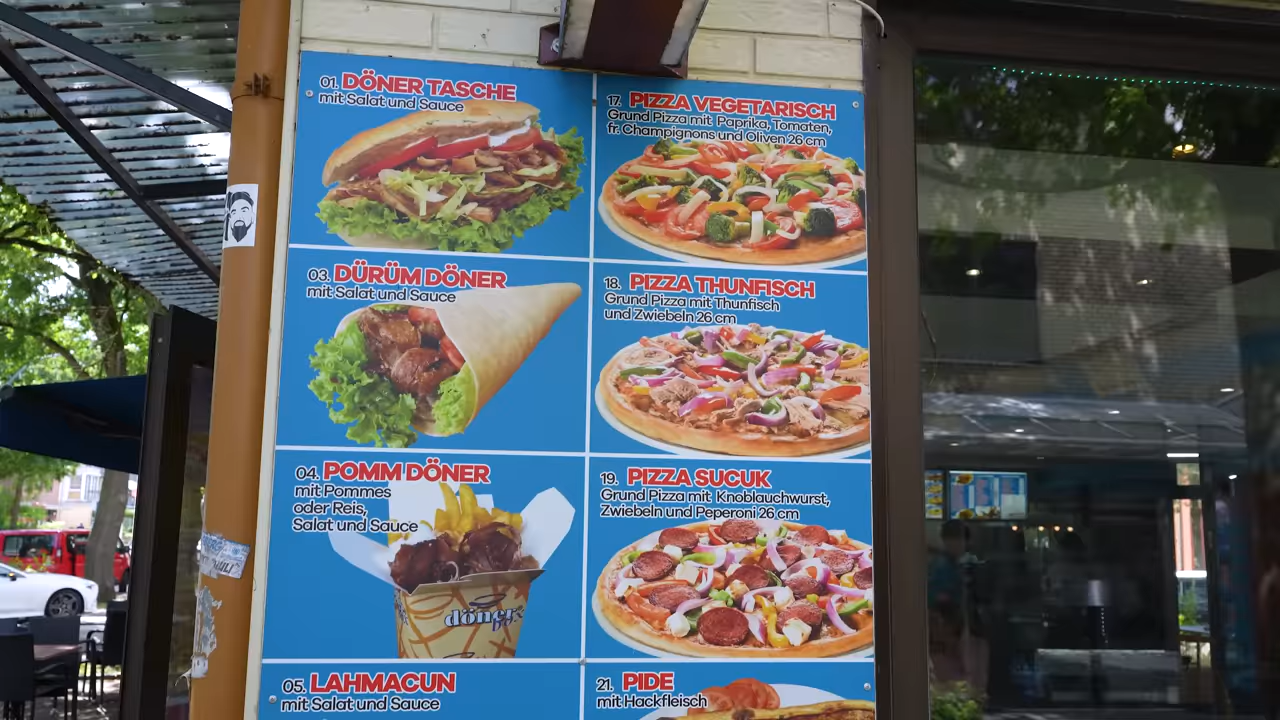 01. DÖNER TASCHE
mit Salat und Sauce
03. DÜRÜM DÖNER
mit Salat und Sauce
04. POMM DÖNER
mit Pommes
oder Reis,
Salat und Sauce
döner
05. LAHMACUN
mit Salat und Sauce
17. PIZZA VEGETARISCH
Grund Pizza mit Paprika, Tomaten,
fr. Champignons und Oliven 26 cm
18. PIZZA THUNFISCH
Grund Pizza mit Thunfisch
und Zwiebeln 26 cm
19. PIZZA SUCUK
Grund Pizza mit Knoblauchwurst,
Zwiebeln und Peperoni 26 cm
21. PIDE
mit Hackfleisch